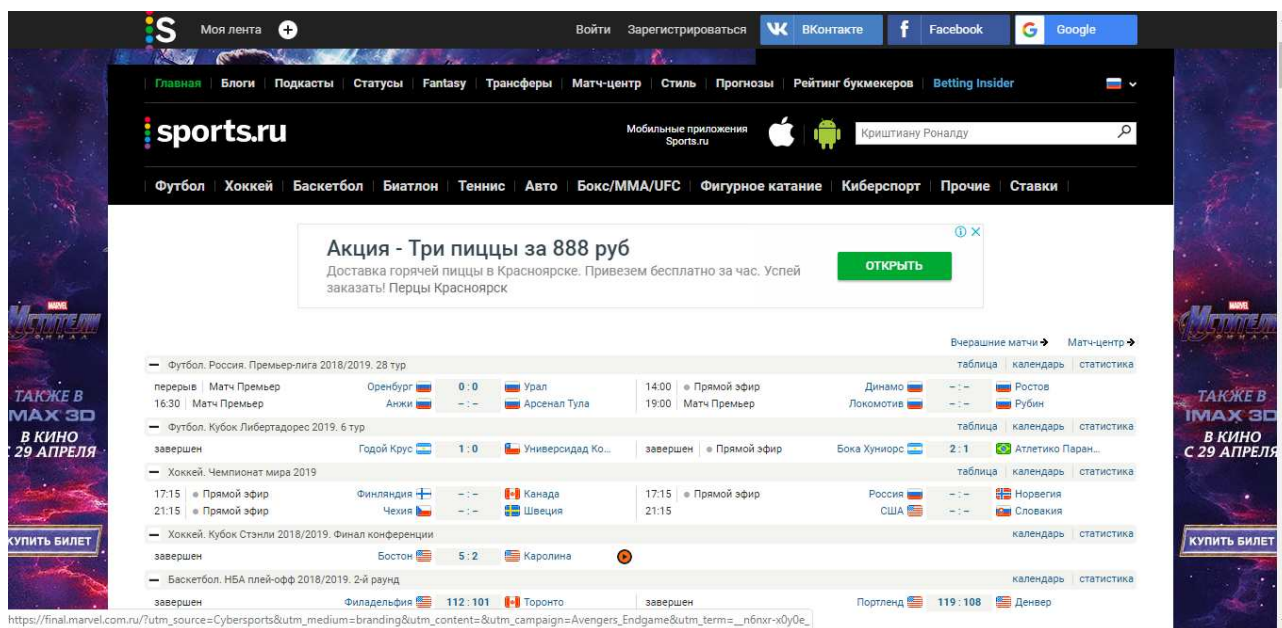 S Моя лента Войти Зарегистрироваться ВКонтакте Facebook Google
Главная Блоги Подкасты Статусы Fantasy Трансферы Матч-центр Стиль Прогнозы Рейтинг букмекеров Betting Insider
sports.ru Мобильные приложения Криштиану Роналду
Sports.ru
Футбол Хоккей Баскетбол Биатлон Теннис Авто Бокс/MMA/UFC Фигурное катание Киберспорт Прочие Ставки
Акция - Три пиццы за 888 руб
Доставка горячей пиццы в Красноярске. Привезем бесплатно за час. Успей
заказать! Перцы Красноярск
ОТКРЫТЬ
MARVEL
МСТИТЕЛИ
ФИНАЛ
ТАКЖЕ В
IMAX 3D
В КИНО
С 29 АПРЕЛЯ
КУПИТЬ БИЛЕТ
Вчерашние матчи Матч-центр
Футбол. Россия. Премьер-лига 2018/2019. 28 тур таблица календарь статистика
перерыв Матч Премьер Оренбург 0 : 0 Урал 14:00 Прямой эфир Динамо – : – Ростов
16:30 Матч Премьер Анжи – : – Арсенал Тула 19:00 Матч Премьер Локомотив – : – Рубин
Футбол. Кубок Либертадорес 2019. 6 тур таблица календарь статистика
завершен Годой Крус 1 : 0 Универсидад Ко... завершен Прямой эфир Бока Хуниорс 2 : 1 Атлетико Паран...
Хоккей. Чемпионат мира 2019 таблица календарь статистика
17:15 Прямой эфир Финляндия – : – Канада 17:15 Прямой эфир Россия – : – Норвегия
21:15 Прямой эфир Чехия – : – Швеция 21:15 США – : – Словакия
Хоккей. Кубок Стэнли 2018/2019. Финал конференции календарь статистика
завершен Бостон 5 : 2 Каролина
Баскетбол. НБА плей-офф 2018/2019. 2-й раунд календарь статистика
завершен Филадельфия 112 : 101 Торонто завершен Портленд 119 : 108 Денвер
MARVEL
МСТИТЕЛИ
ФИНАЛ
ТАКЖЕ В
IMAX 3D
В КИНО
С 29 АПРЕЛЯ
КУПИТЬ БИЛЕТ
https://final.marvel.com.ru/?utm_source=Cybersports&utm_medium=branding&utm_content=&utm_campaign=Avengers_Endgame&utm_term=__n6nxr-x0y0e_